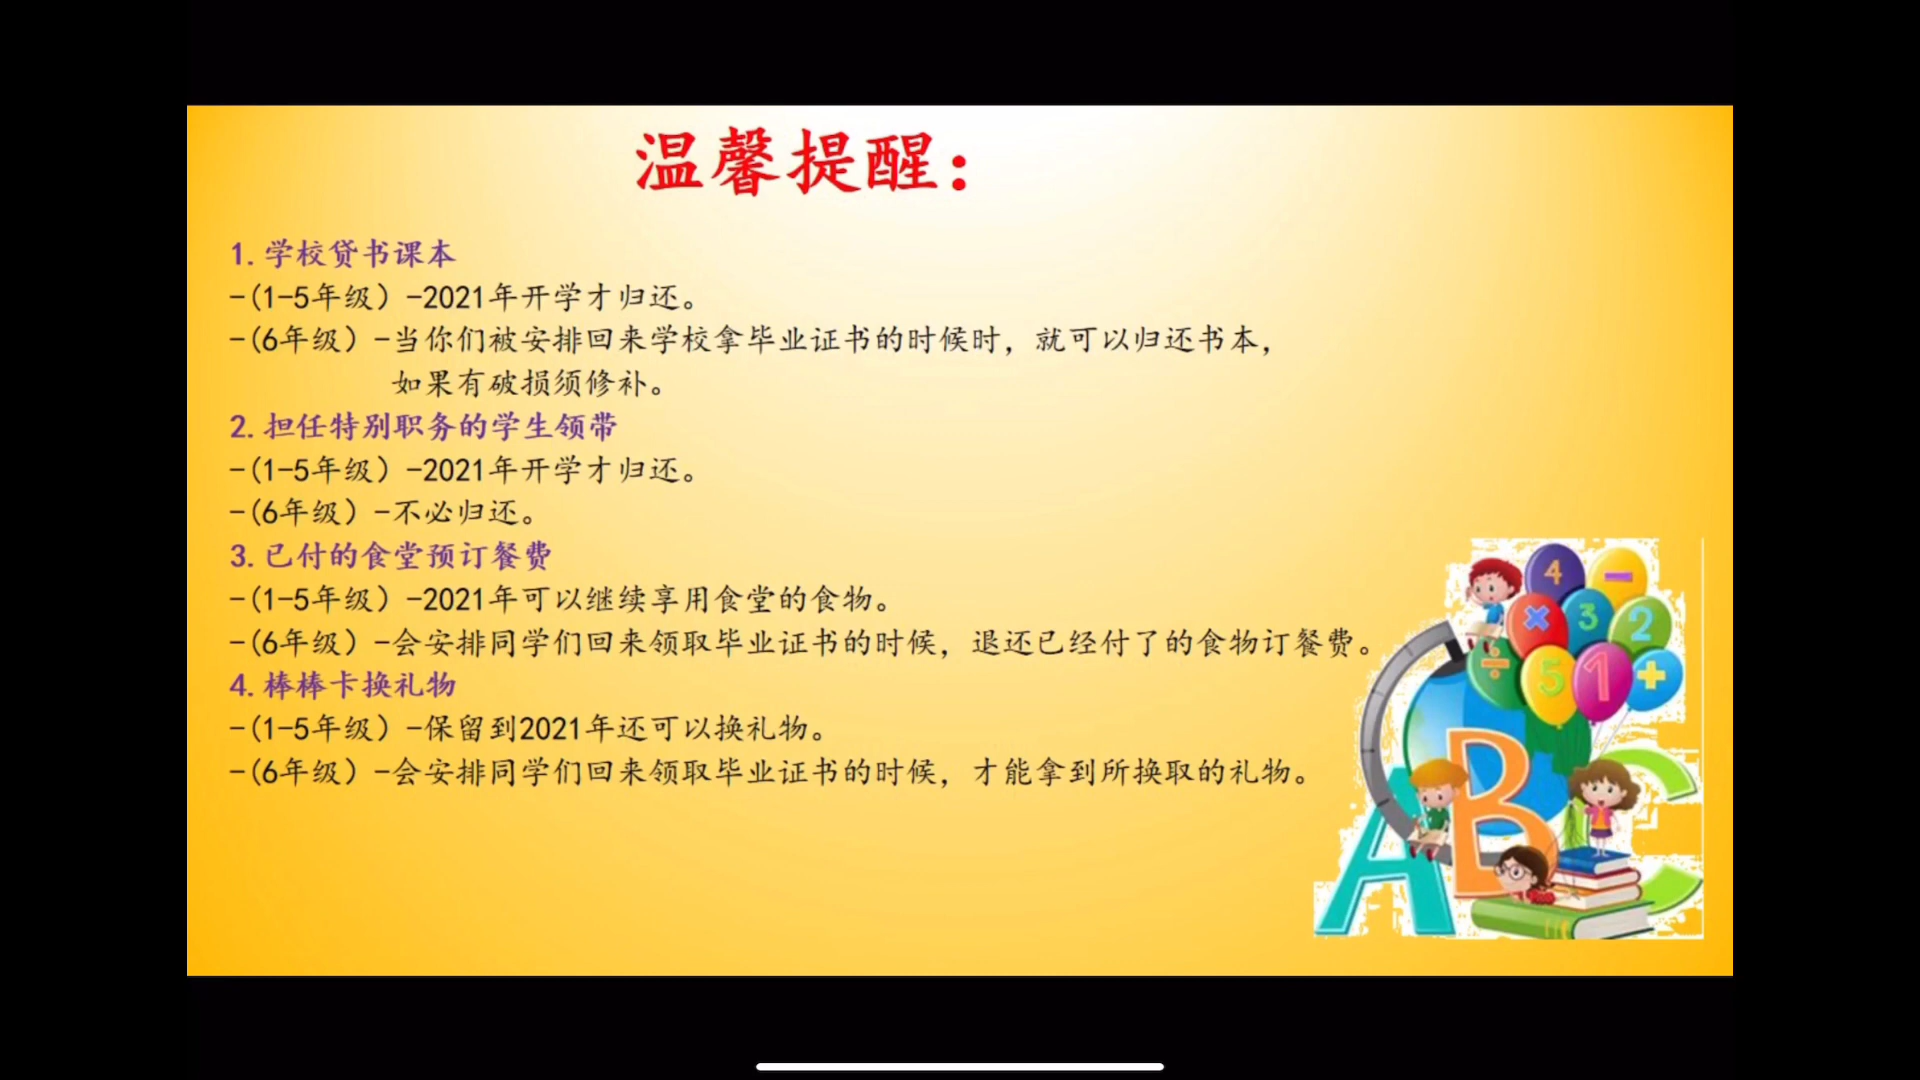 温馨提醒：
1.学校贷书课本
-(1-5年级）-2021年开学才归还。
-(6年级）-当你们被安排回来学校拿毕业证书的时候时，就可以归还书本，
如果有破损须修补。
2.担任特别职务的学生领带
-(1-5年级）-2021年开学才归还。
-(6年级）-不必归还。
3.已付的食堂预订餐费
-(1-5年级）-2021年可以继续享用食堂的食物。
-(6年级）-会安排同学们回来领取毕业证书的时候，退还已经付了的食物订餐费。
4.棒棒卡换礼物
-(1-5年级）-保留到2021年还可以换礼物。
-(6年级）-会安排同学们回来领取毕业证书的时候，才能拿到所换取的礼物。
4 -
× 3 2
÷ 5 1 +
A B C